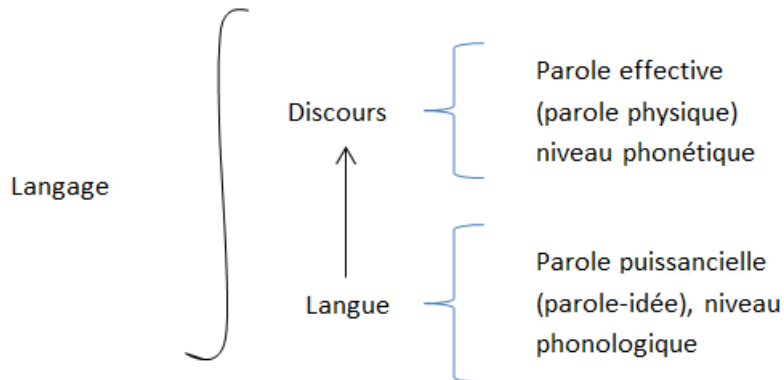 Langage
Discours
Parole effective
(parole physique)
niveau phonétique
Langue
Parole puissancielle
(parole-idée), niveau
phonologique